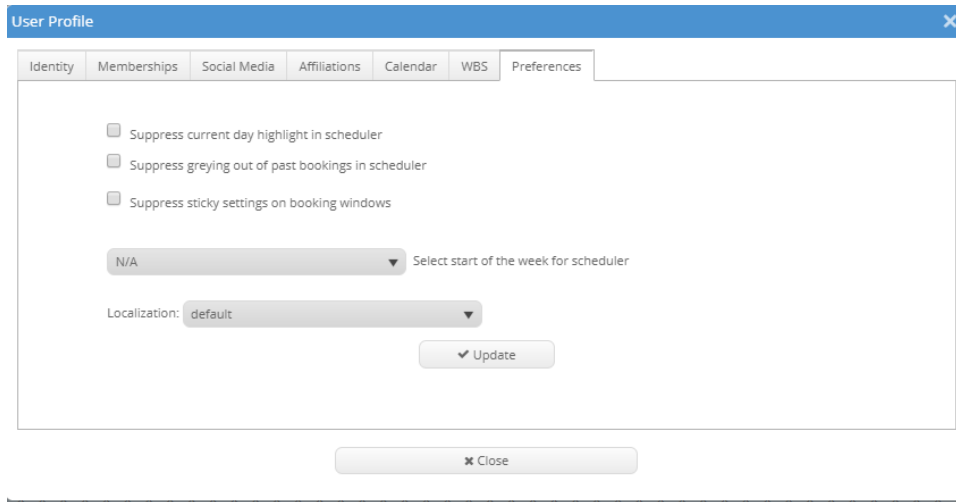 User Profile
Identity Memberships Social Media Affiliations Calendar WBS Preferences
Suppress current day highlight in scheduler
Suppress greying out of past bookings in scheduler
Suppress sticky settings on booking windows
N/A Select start of the week for scheduler
Localization: default
Update
Close